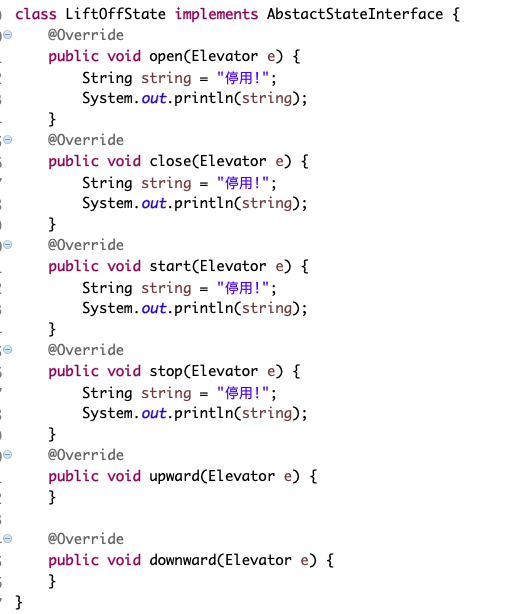 class LiftOffState implements AbstactStateInterface {
    @Override
    public void open(Elevator e) {
        String string = "停用!";
        System.out.println(string);
    }
    @Override
    public void close(Elevator e) {
        String string = "停用!";
        System.out.println(string);
    }
    @Override
    public void start(Elevator e) {
        String string = "停用!";
        System.out.println(string);
    }
    @Override
    public void stop(Elevator e) {
        String string = "停用!";
        System.out.println(string);
    }
    @Override
    public void upward(Elevator e) {
    }

    @Override
    public void downward(Elevator e) {
    }
}